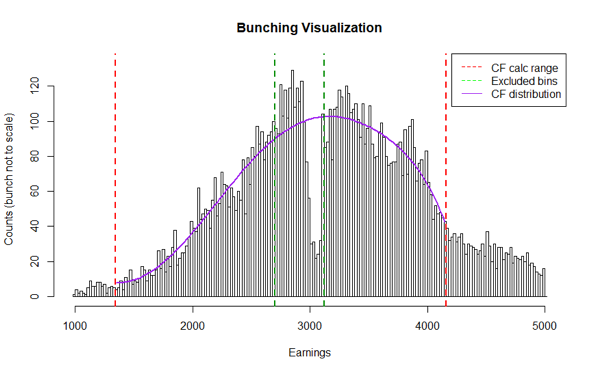 Bunching Visualization
CF calc range
Excluded bins
CF distribution
Counts (bunch not to scale)
120
100
80
60
40
20
0
1000 2000 3000 4000 5000
Earnings